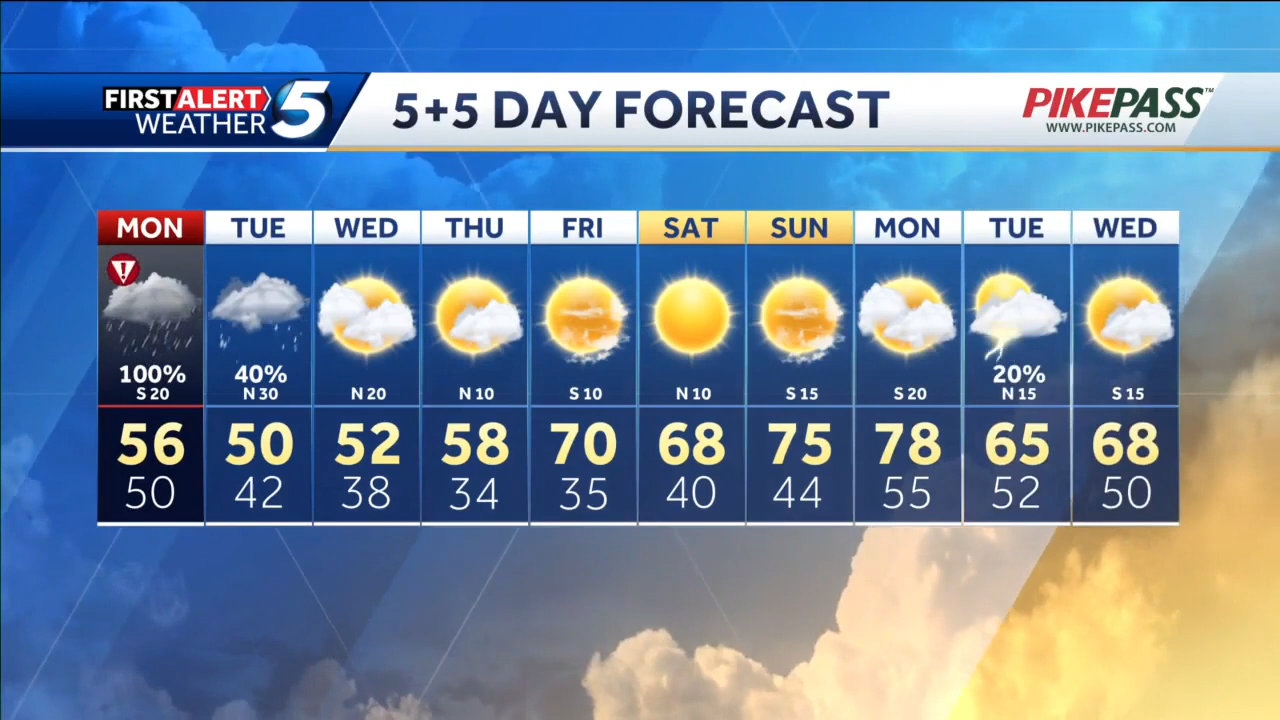 FIRST ALERT 5
WEATHER
5+5 DAY FORECAST
PIKEPASS™
WWW.PIKEPASS.COM
MON TUE WED THU FRI SAT SUN MON TUE WED
!
100% 40% 20%
S 20 N 30 N 20 N 10 S 10 N 10 S 15 S 20 N 15 S 15
56 50 52 58 70 68 75 78 65 68
50 42 38 34 35 40 44 55 52 50